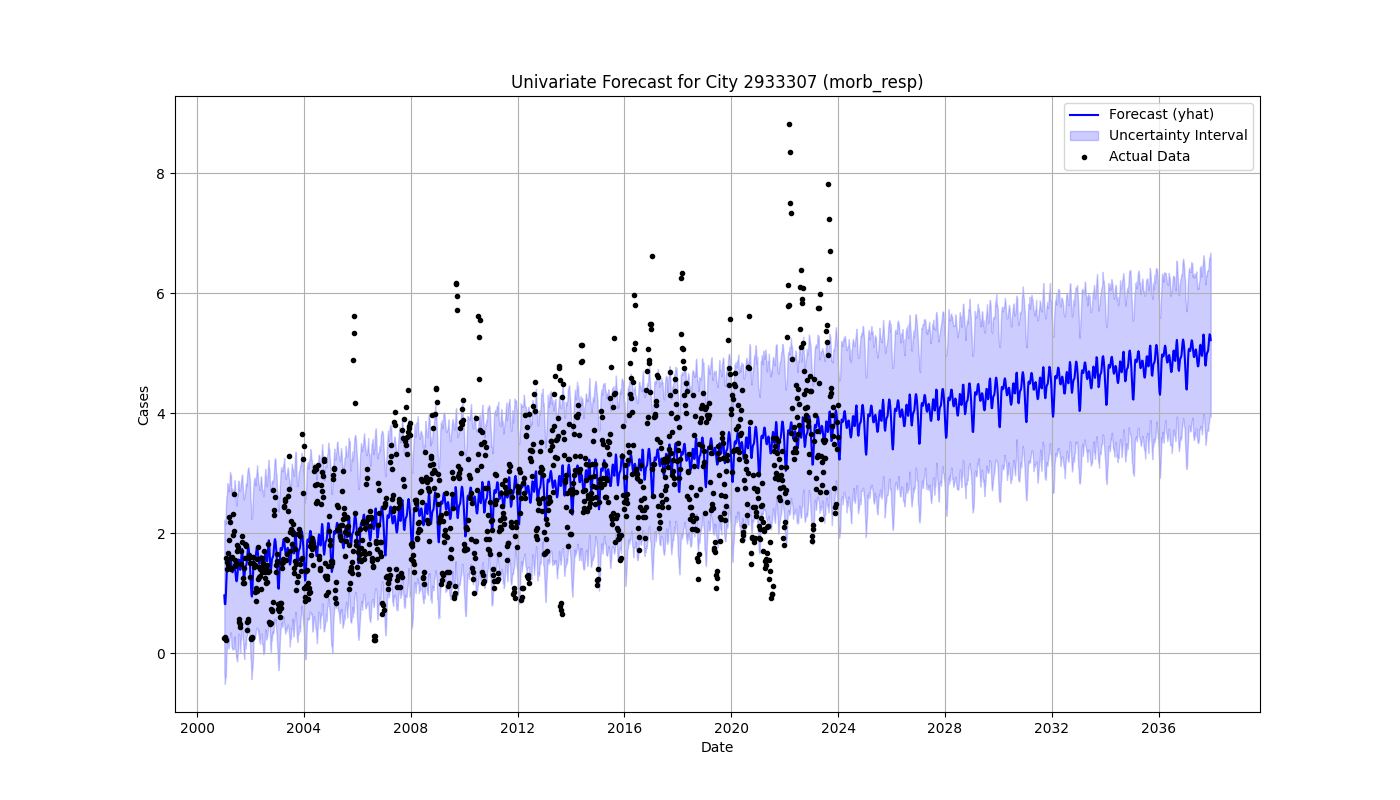 Univariate Forecast for City 2933307 (morb_resp)
Forecast (yhat)
Uncertainty Interval
Actual Data
Cases
8
6
4
2
0
2000 2004 2008 2012 2016 2020 2024 2028 2032 2036
Date